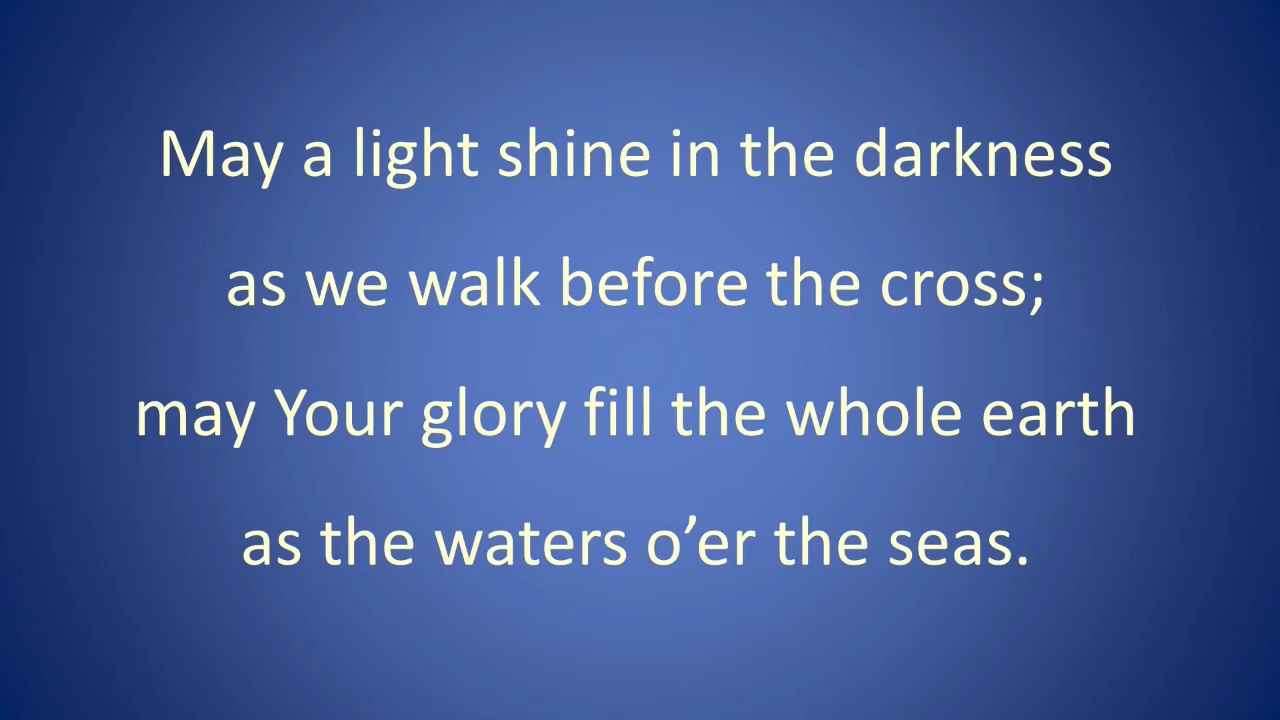 May a light shine in the darkness
as we walk before the cross;
may Your glory fill the whole earth
as the waters o’er the seas.